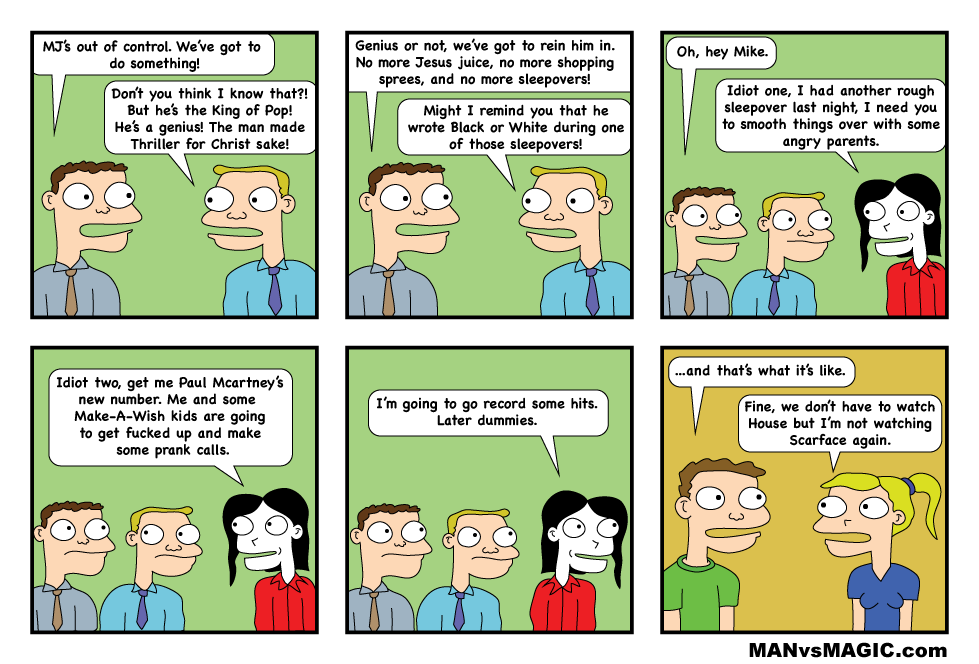 MJ's out of control. We've got to
do something!
Don't you think I know that?!
But he's the King of Pop!
He's a genius! The man made
Thriller for Christ sake!
Genius or not, we've got to rein him in.
No more Jesus juice, no more shopping
sprees, and no more sleepovers!
Might I remind you that he
wrote Black or White during one
of those sleepovers!
Oh, hey Mike.
Idiot one, I had another rough
sleepover last night, I need you
to smooth things over with some
angry parents.
Idiot two, get me Paul Mcartney's
new number. Me and some
Make-A-Wish kids are going
to get fucked up and make
some prank calls.
I'm going to go record some hits.
Later dummies.
...and that's what it's like.
Fine, we don't have to watch
House but I'm not watching
Scarface again.
MANvsMAGIC.com